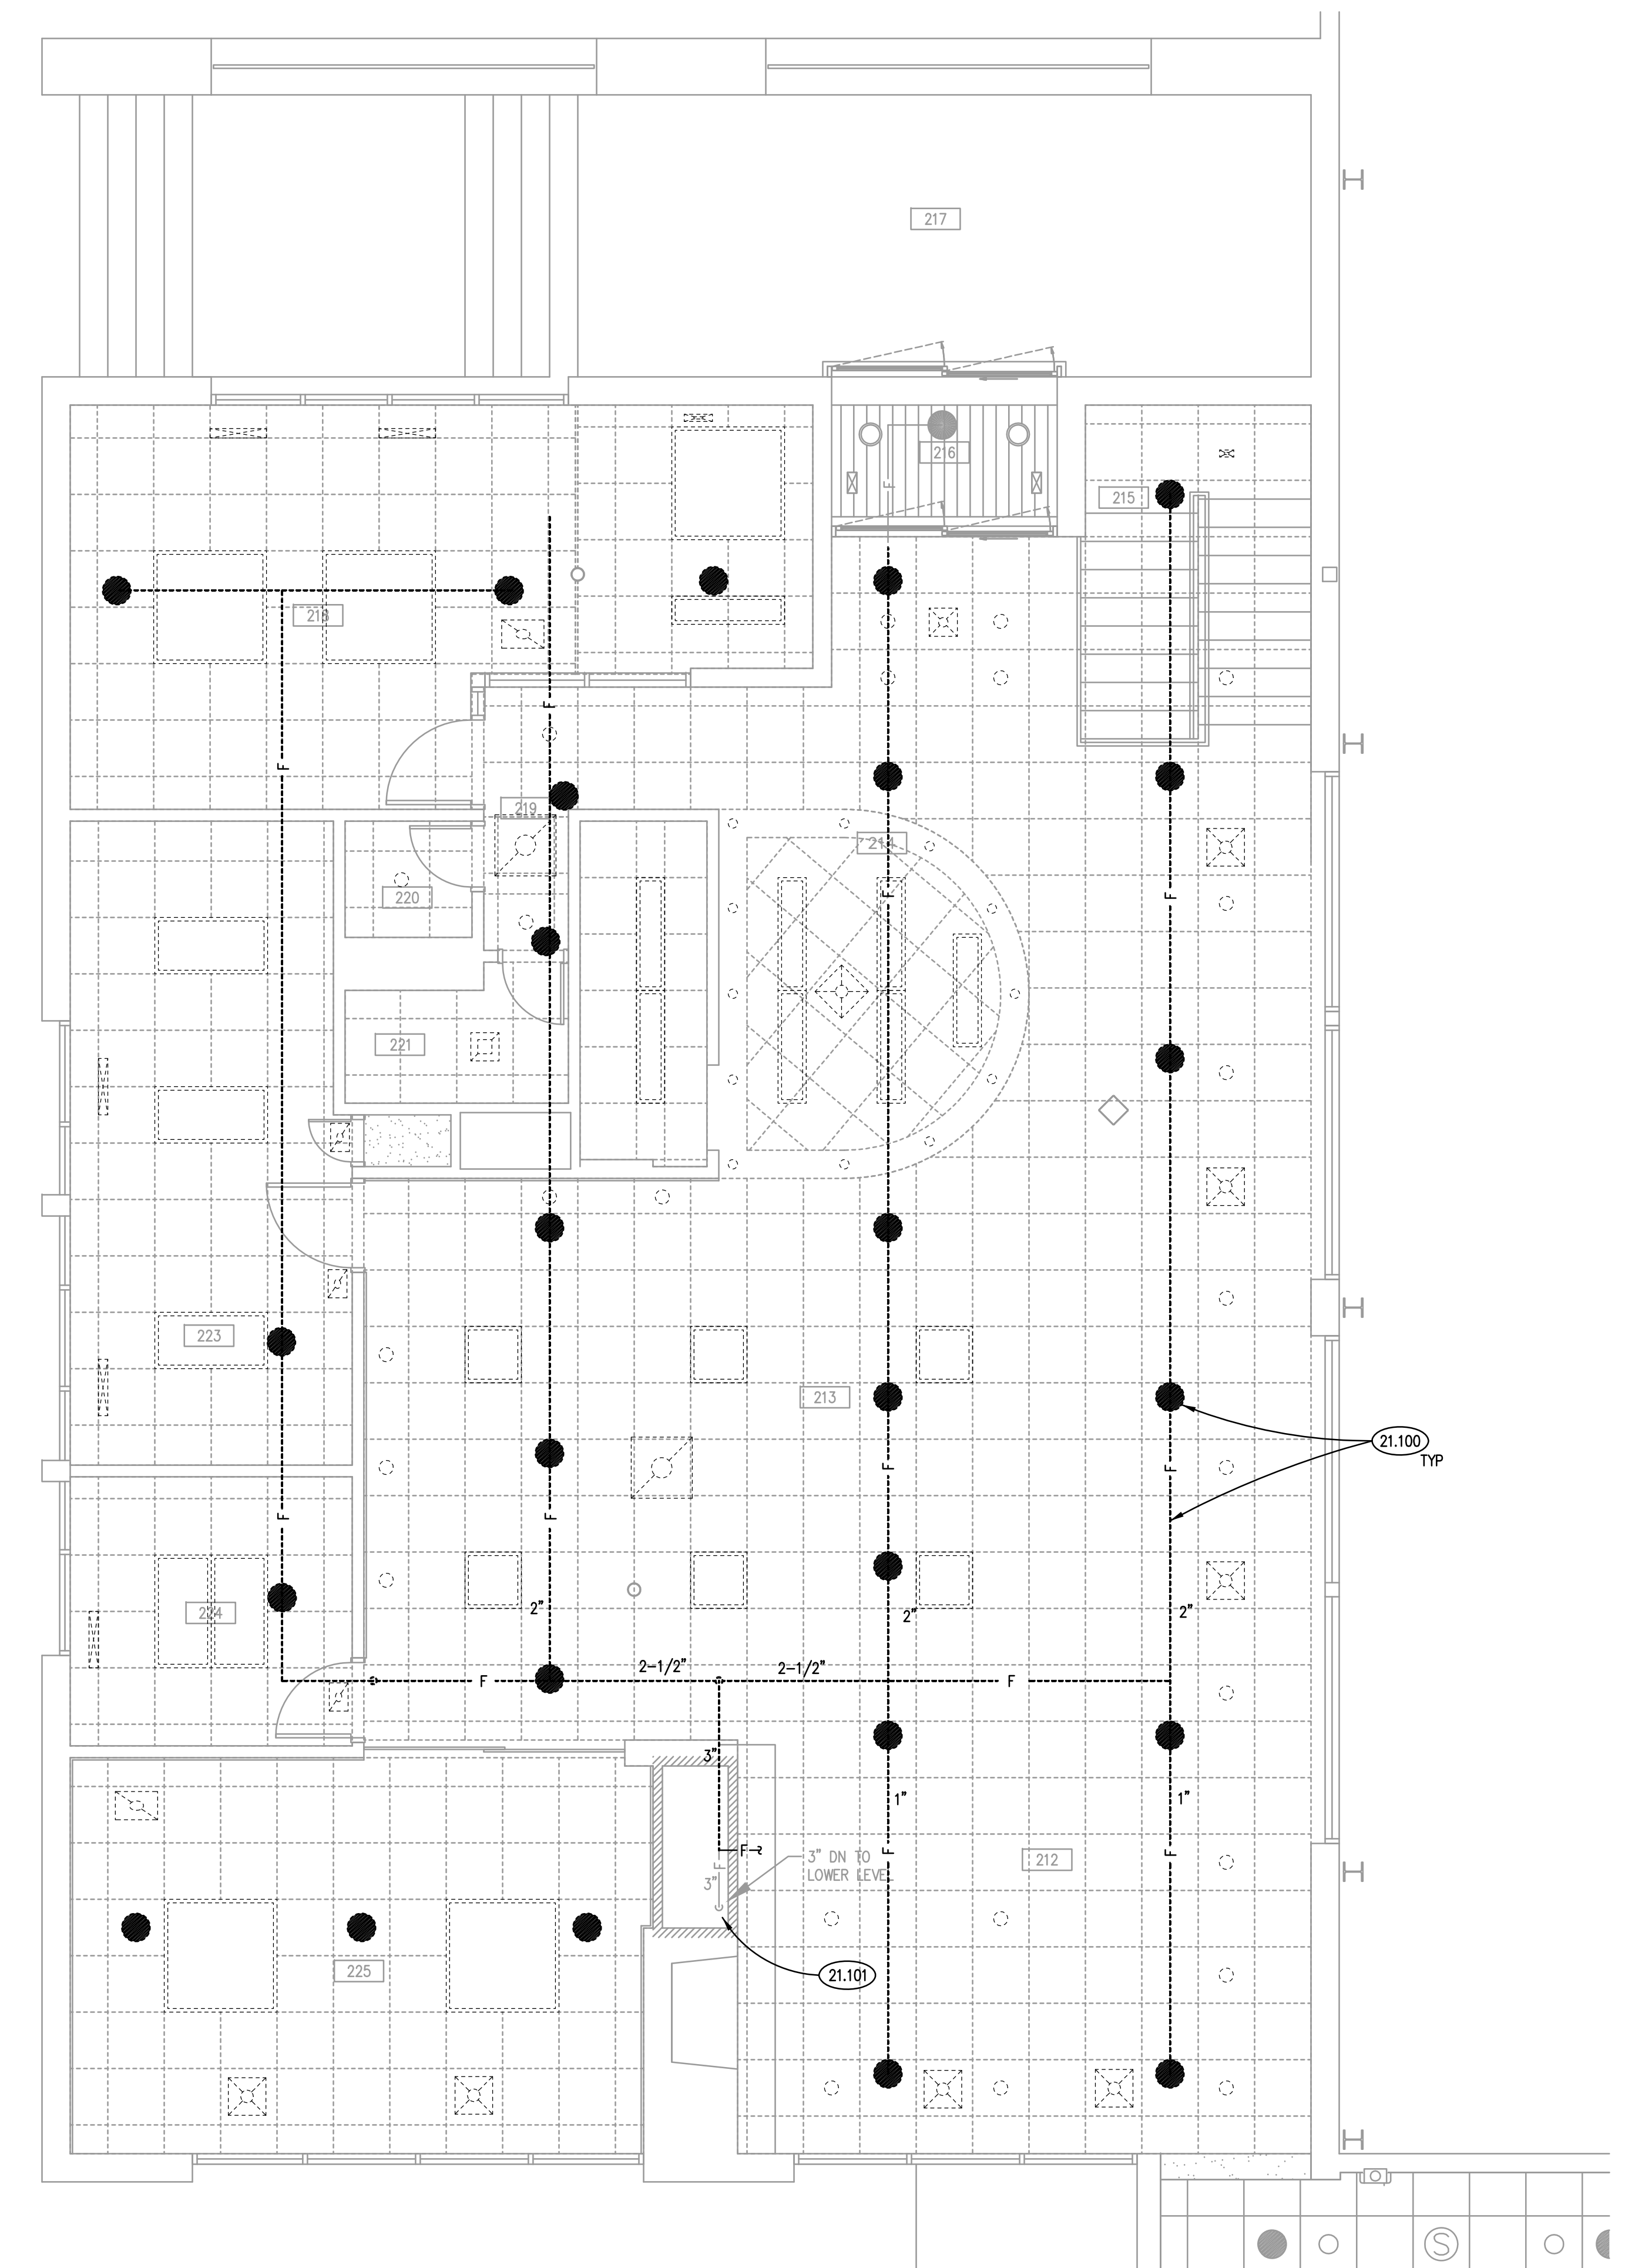 217
216
F
215
218
F
F
219
214
220
F
F
221
223
213
21.100
TYP
F
F
F
F
224
2"
2"
2"
2-1/2"
2-1/2"
F
F
3"
1"
1"
F
3" DN TO
LOWER LEVEL
212
F
F
F
3"
225
21.101
S